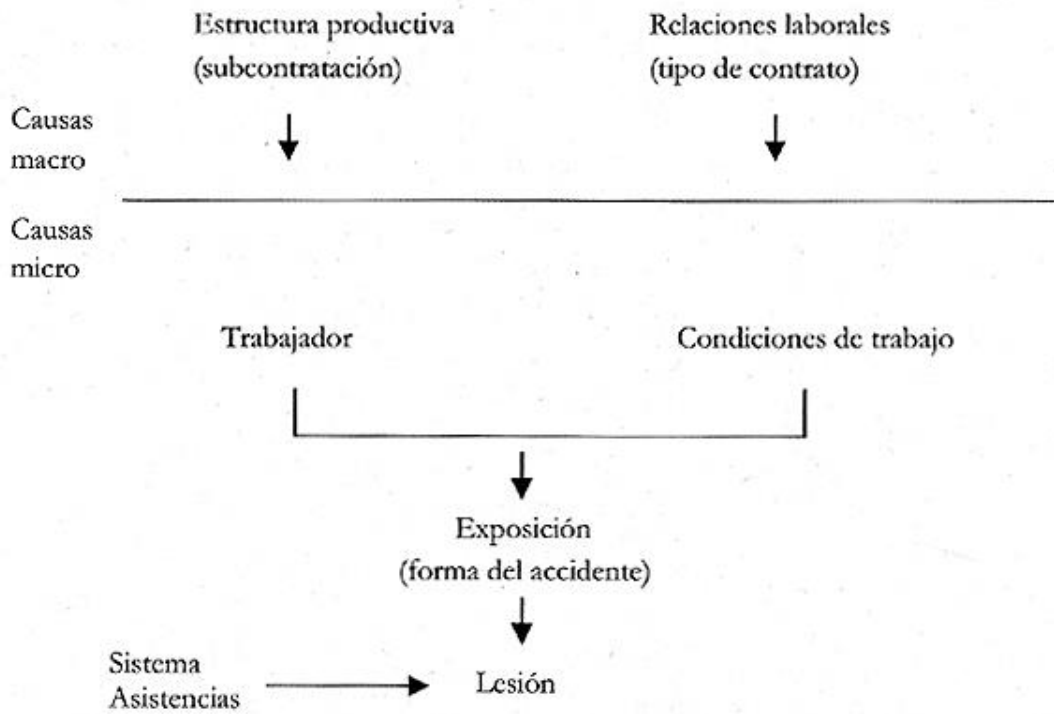 Estructura productiva
(subcontratación)
Relaciones laborales
(tipo de contrato)
Causas
macro
Causas
micro
Trabajador
Condiciones de trabajo
Exposición
(forma del accidente)
Sistema
Asistencias
Lesión